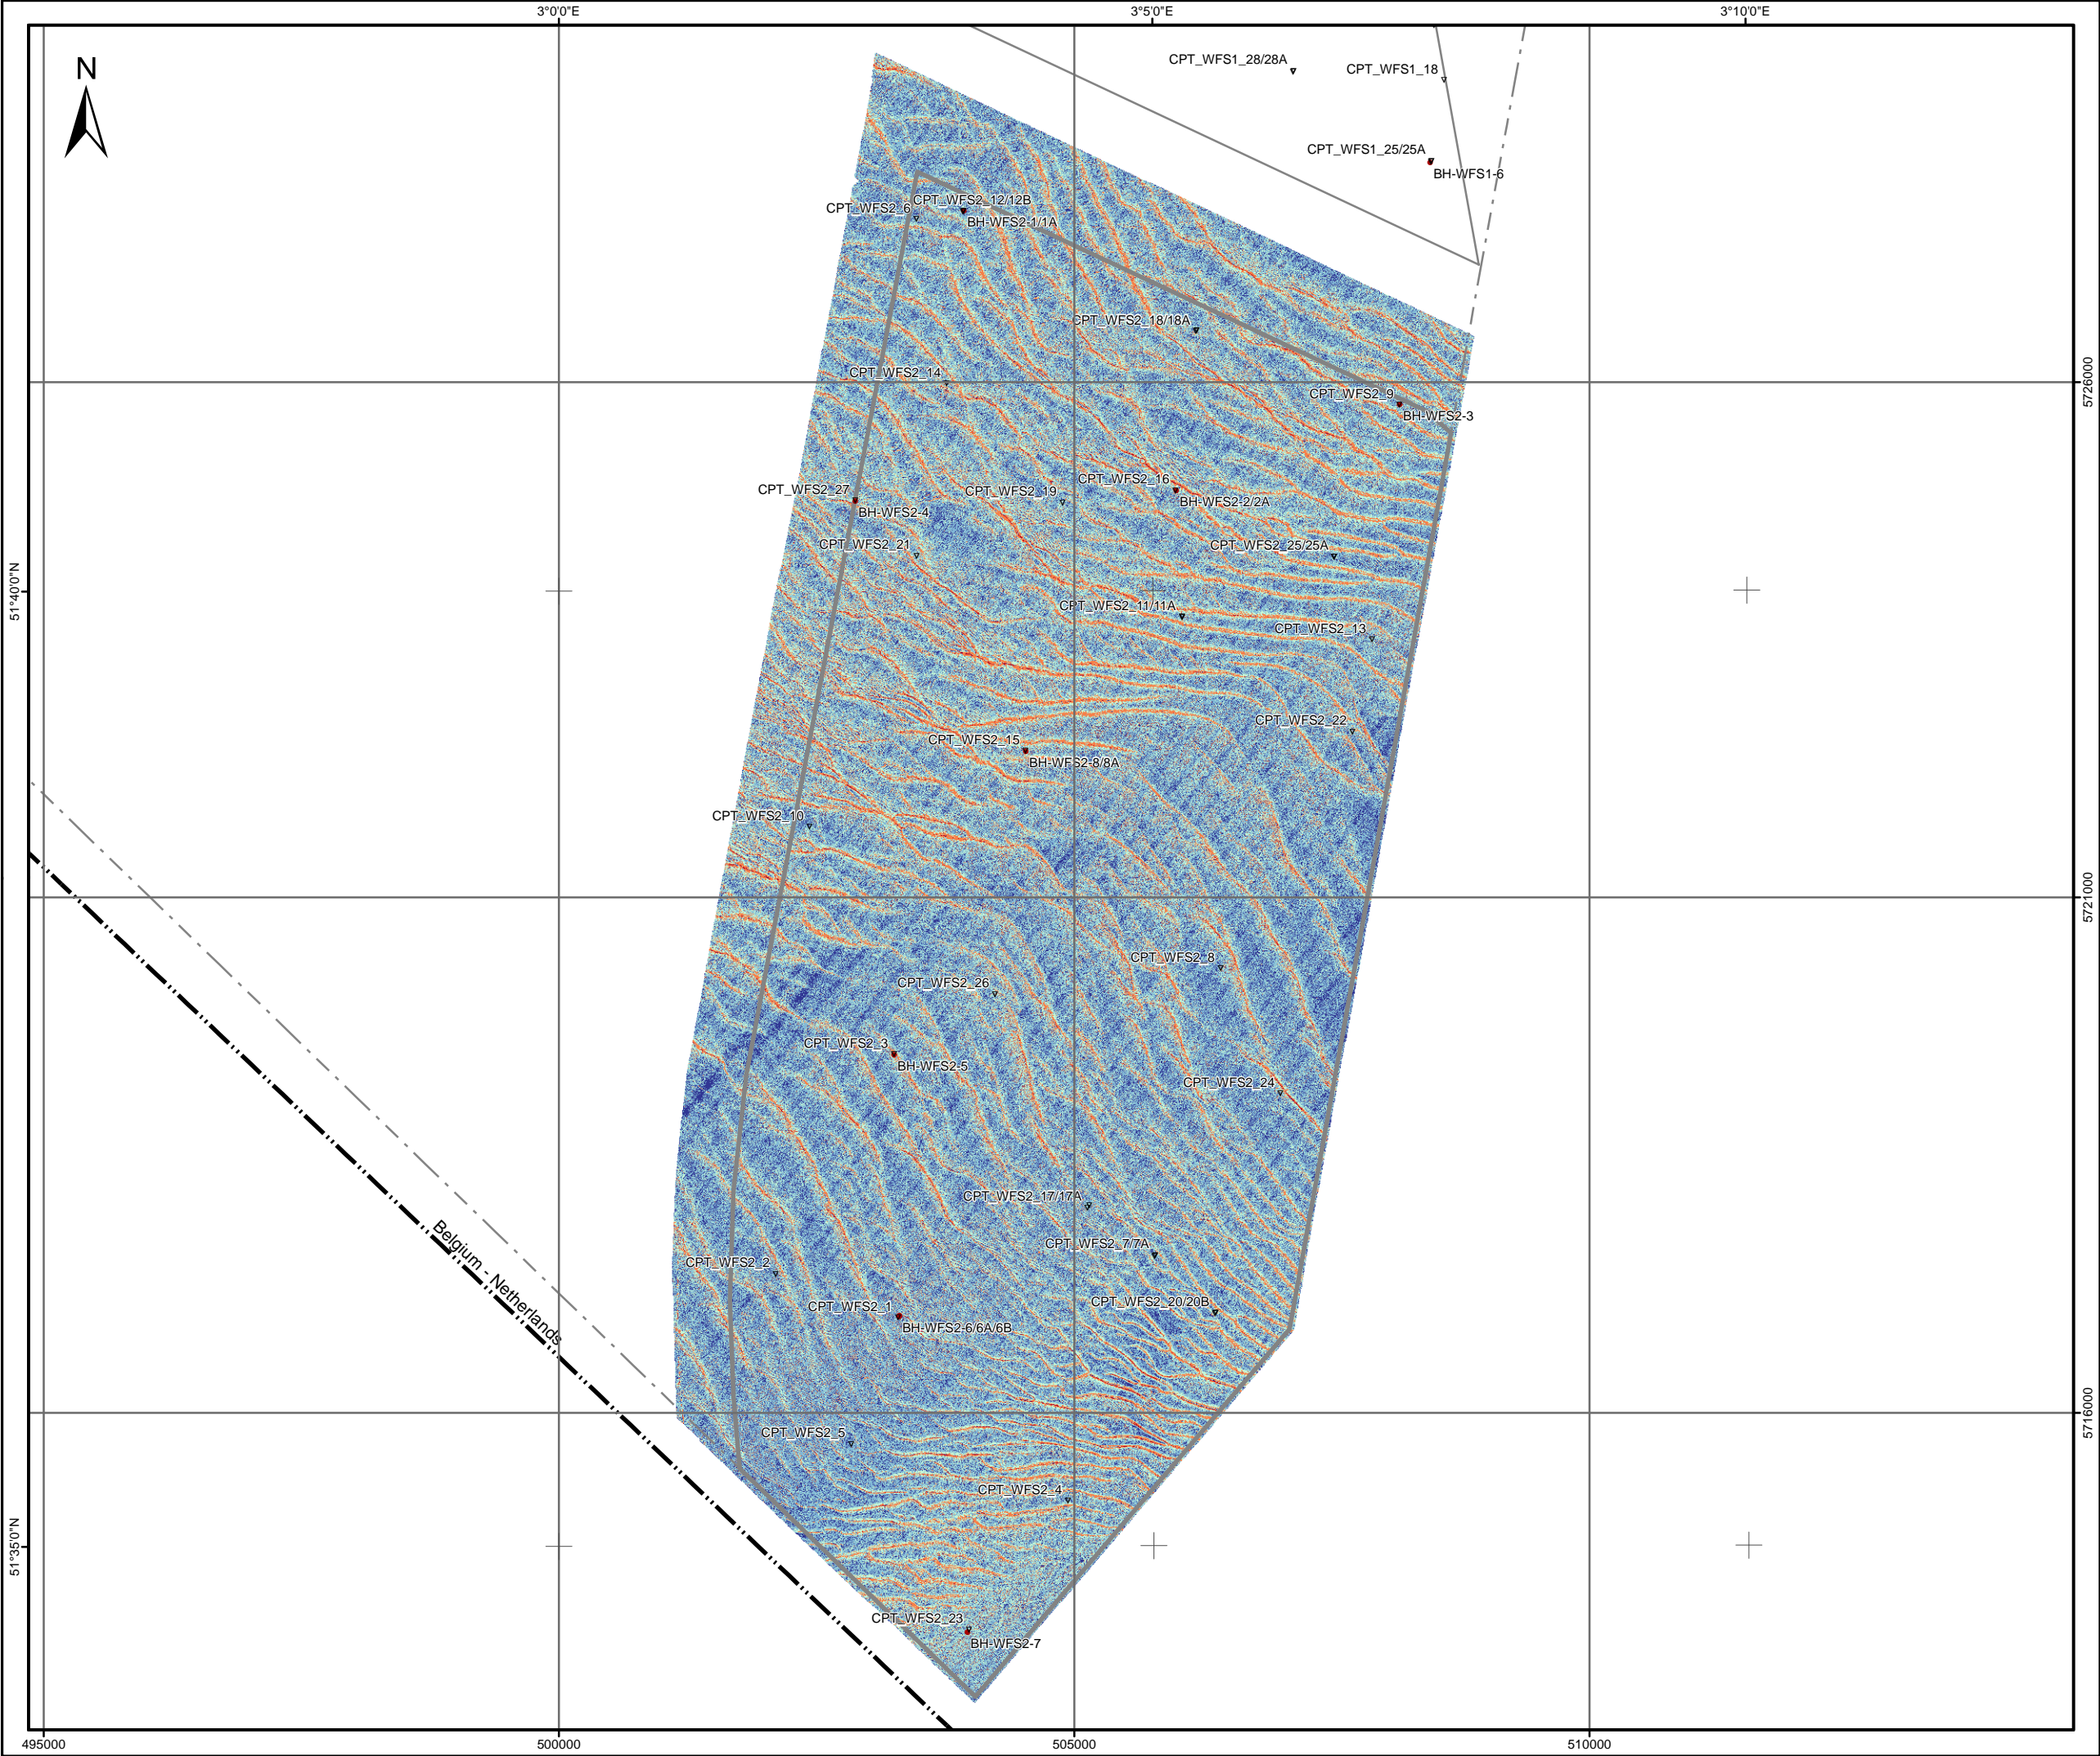 3°0'0"E
3°5'0"E
3°10'0"E
N
CPT_WFS1_28/28A
CPT_WFS1_18
CPT_WFS1_25/25A
BH-WFS1-6
CPT_WFS2_12/12B
CPT_WFS2_6
BH-WFS2-1/1A
CPT_WFS2_18/18A
CPT_WFS2_14
5726000
CPT_WFS2_9
BH-WFS2-3
CPT_WFS2_16
CPT_WFS2_27
CPT_WFS2_19
BH-WFS2-2/2A
BH-WFS2-4
CPT_WFS2_21
CPT_WFS2_25/25A
51°40'0"N
CPT_WFS2_11/11A
CPT_WFS2_13
CPT_WFS2_22
CPT_WFS2_15
BH-WFS2-8/8A
CPT_WFS2_10
5721000
CPT_WFS2_8
CPT_WFS2_26
CPT_WFS2_3
BH-WFS2-5
CPT_WFS2_24
CPT_WFS2_17/17A
CPT_WFS2_7/7A
Belgium - Netherlands
CPT_WFS2_2
CPT_WFS2_20/20B
CPT_WFS2_1
BH-WFS2-6/6A/6B
5716000
CPT_WFS2_5
CPT_WFS2_4
51°35'0"N
CPT_WFS2_23
BH-WFS2-7
495000
500000
505000
510000